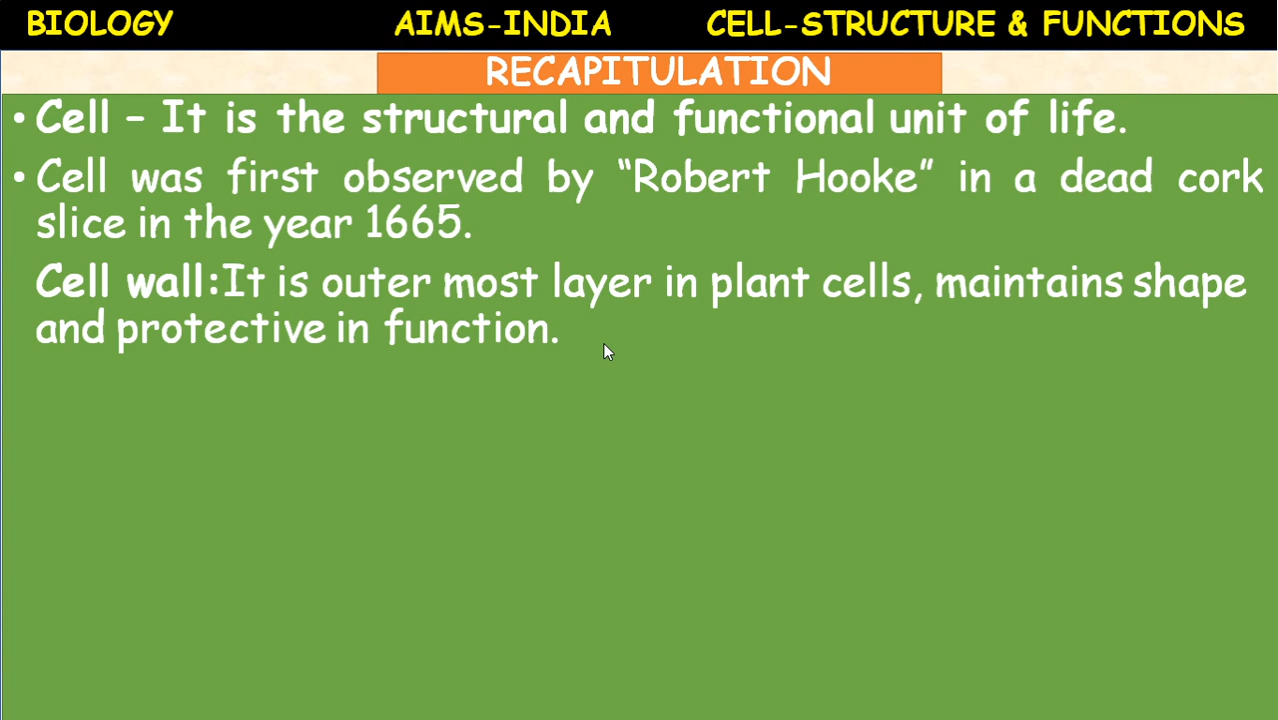 BIOLOGY AIMS-INDIA CELL-STRUCTURE & FUNCTIONS
RECAPITULATION
• Cell – It is the structural and functional unit of life.
• Cell was first observed by “Robert Hooke” in a dead cork
slice in the year 1665.
Cell wall:It is outer most layer in plant cells, maintains shape
and protective in function.